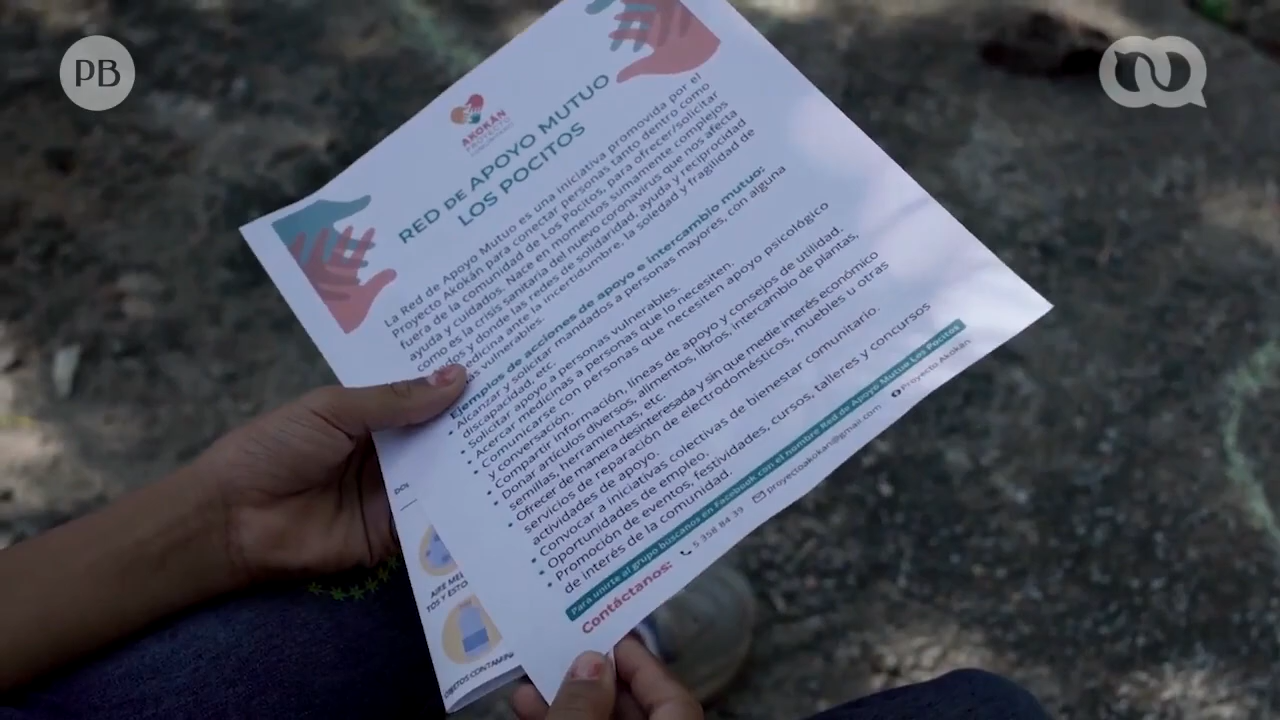 PB
AKOKÁN
RED DE APOYO MUTUO
LOS POCITOS
La Red de Apoyo Mutuo es una iniciativa promovida por el
Proyecto Akokán para conectar personas tanto dentro como
fuera de la comunidad de Los Pocitos, para ofrecer/solicitar
ayuda y cuidados. Nace en momentos sumamente complejos
como es la crisis sanitaria del nuevo coronavirus que nos afecta
y donde las redes de solidaridad, ayuda y reciprocidad
medicina ante la incertidumbre, la soledad y fragilidad de
vulnerables.
Ejemplos de acciones de apoyo e intercambio mutuo:
• Alcanzar y solicitar mandados a personas mayores, con alguna
discapacidad, etc.
• Solicitar apoyo a personas vulnerables.
• Acercar medicinas a personas que lo necesiten.
• Comunicarse con personas que necesiten apoyo psicológico
y conversación.
• Compartir información, líneas de apoyo y consejos de utilidad.
• Donar artículos diversos, alimentos, libros, intercambio de plantas,
semillas, herramientas, etc.
• Ofrecer de manera desinteresada y sin que medie interés económico
servicios de reparación de electrodomésticos, muebles u otras
actividades de apoyo.
• Convocar a iniciativas colectivas de bienestar comunitario.
• Oportunidades de empleo.
• Promoción de eventos, festividades, cursos, talleres y concursos
de interés de la comunidad.
Para unirte al grupo búscanos en Facebook con el nombre Red de Apoyo Mutuo Los Pocitos
Contáctanos: 5 358 84 39 proyectoakokan@gmail.com Proyecto Akokán